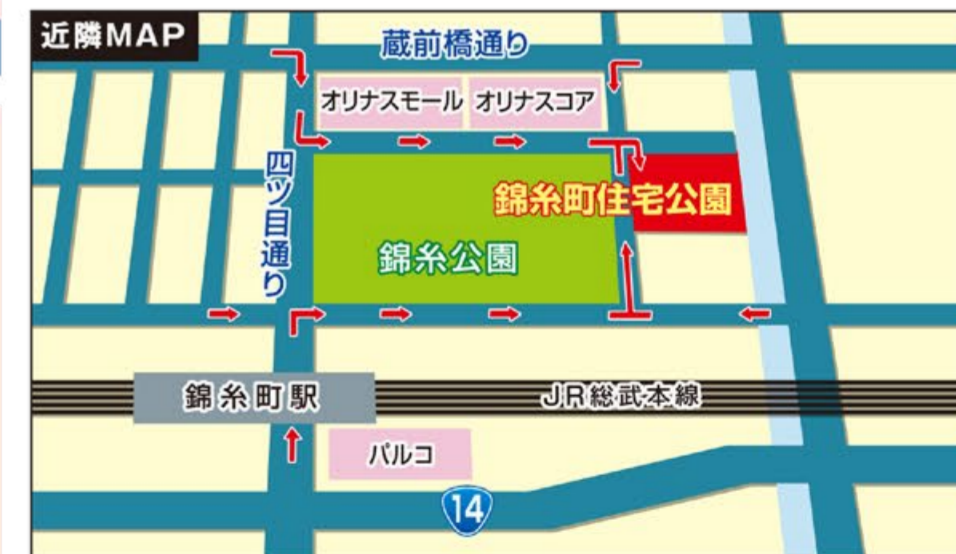 近隣MAP
蔵前橋通り
オリナスモール
オリナスコア
四ツ目通り
錦糸町住宅公園
錦糸公園
錦糸町駅
JR総武本線
パルコ
14